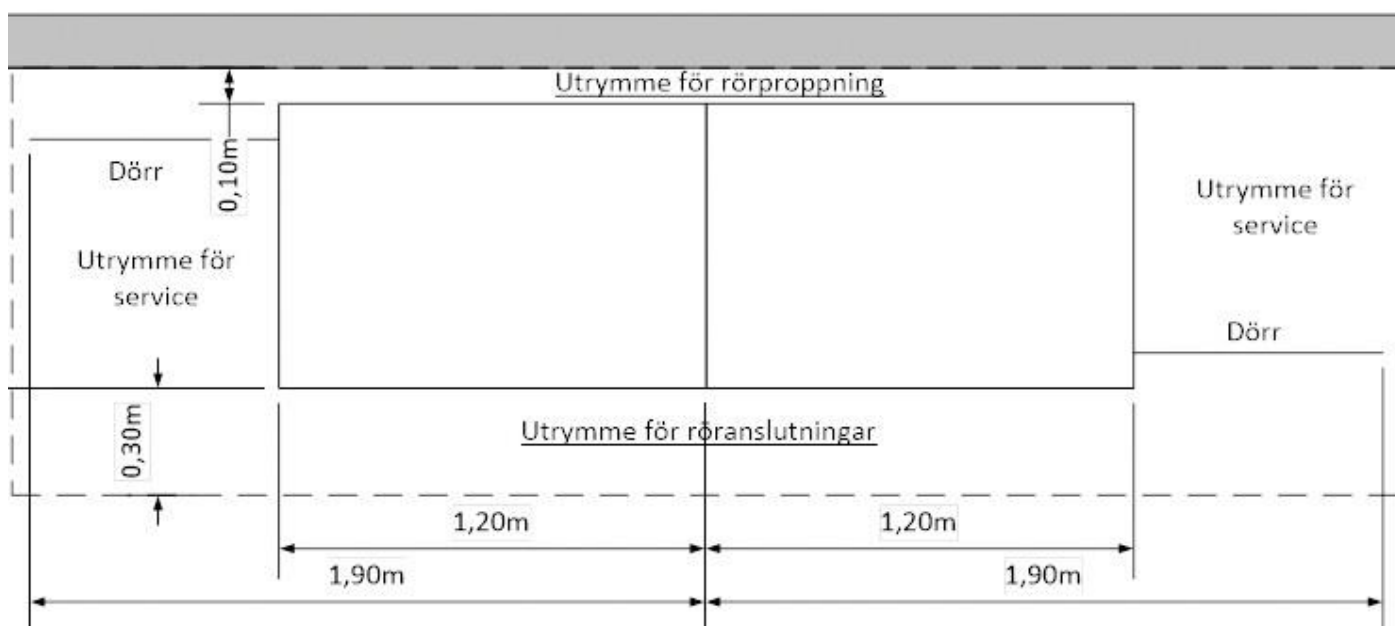 Utrymme för rörproppning
Dörr
0,10m
Utrymme för
service
Utrymme för
service
Dörr
0,30m
Utrymme för röranslutningar
1,20m
1,20m
1,90m
1,90m